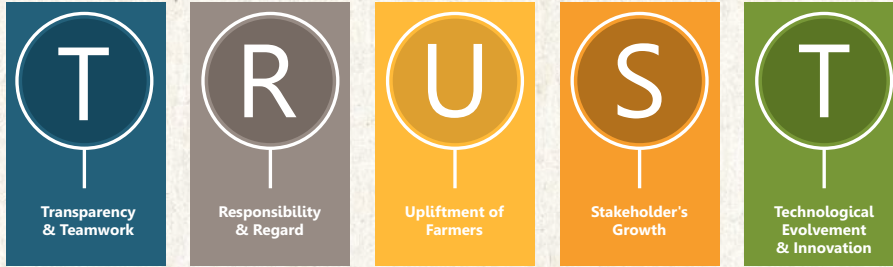 T
Transparency
& Teamwork
R
Responsibility
& Regard
U
Upliftment of
Farmers
S
Stakeholder's
Growth
T
Technological
Evolvement
& Innovation